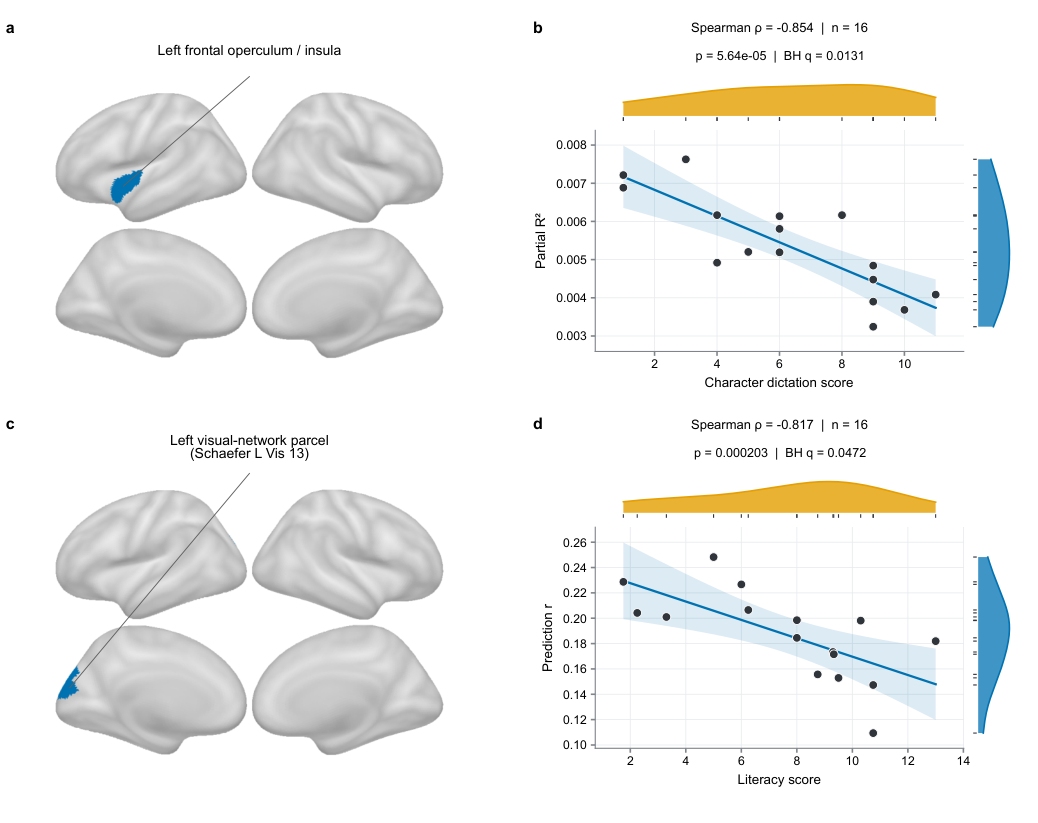 a
Left frontal operculum / insula
b
Spearman ρ = -0.854 | n = 16
p = 5.64e-05 | BH q = 0.0131
0.008
0.007
0.006
0.005
0.004
0.003
Partial R²
2 4 6 8 10
Character dictation score
c
Left visual-network parcel
(Schaefer L Vis 13)
d
Spearman ρ = -0.817 | n = 16
p = 0.000203 | BH q = 0.0472
0.26
0.24
0.22
0.20
0.18
0.16
0.14
0.12
0.10
Prediction r
2 4 6 8 10 12 14
Literacy score